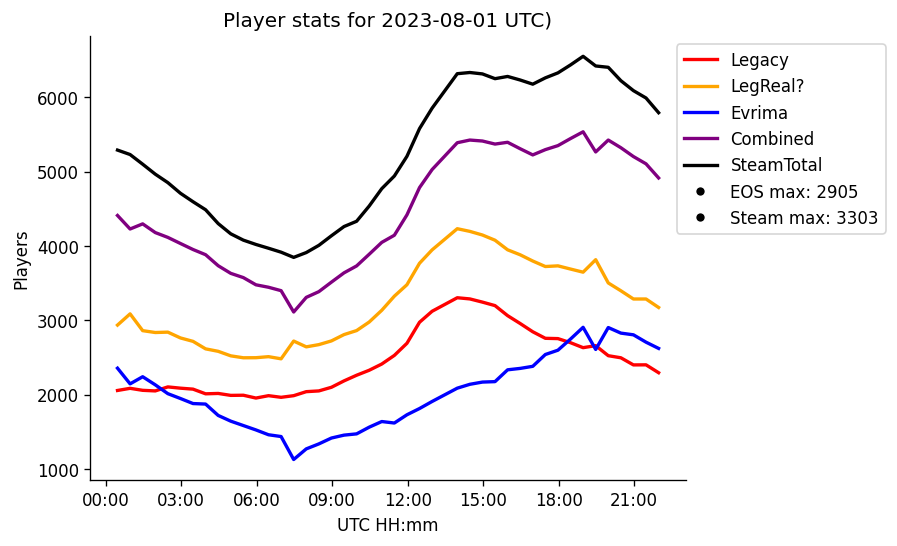 Player stats for 2023-08-01 UTC)
Legacy
LegReal?
Evrima
Combined
SteamTotal
EOS max: 2905
Steam max: 3303
Players
6000
5000
4000
3000
2000
1000
00:00 03:00 06:00 09:00 12:00 15:00 18:00 21:00
UTC HH:mm